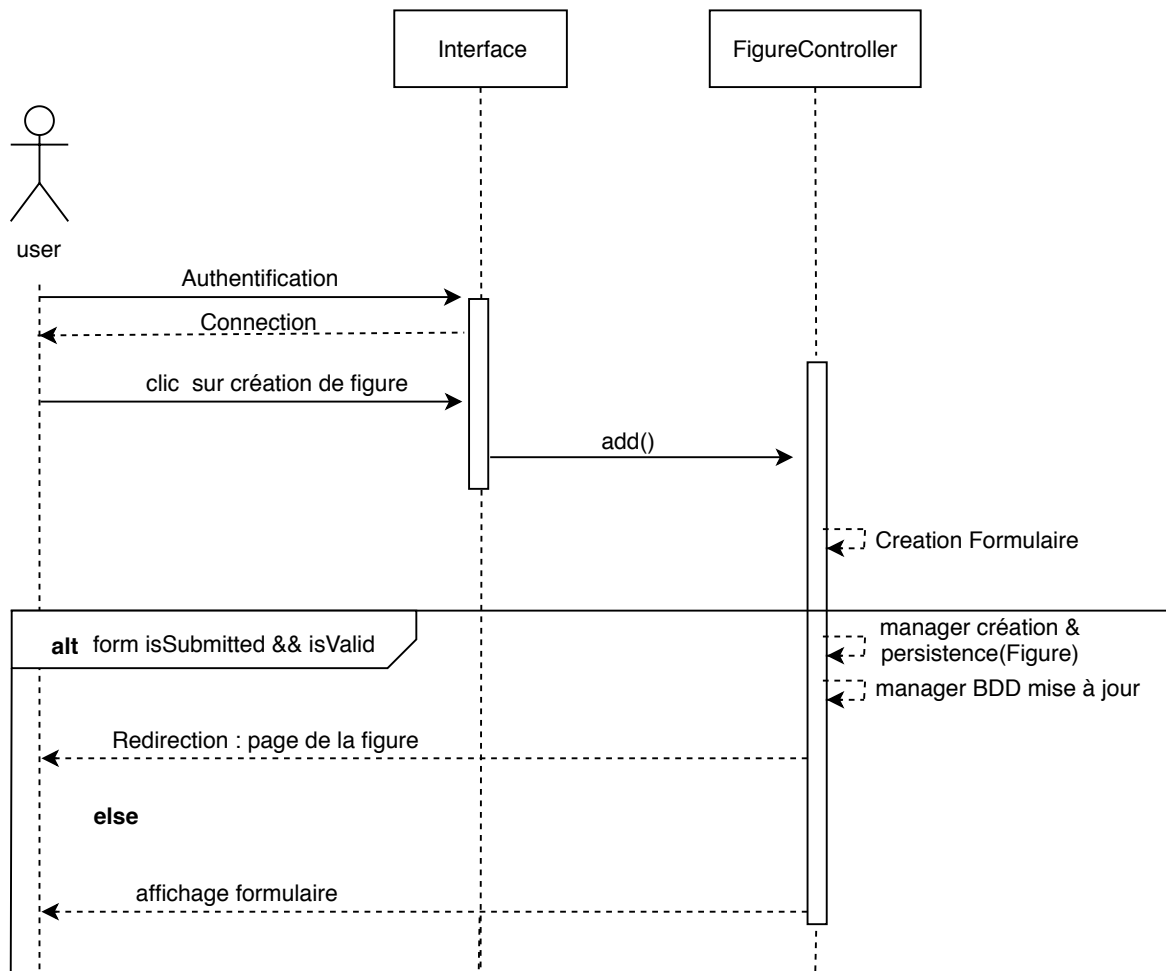 Interface
FigureController
user
Authentification
Connection
clic  sur création de figure
add()
Creation Formulaire
alt form isSubmitted && isValid
manager création &
persistence(Figure)
manager BDD mise à jour
Redirection : page de la figure
else
affichage formulaire